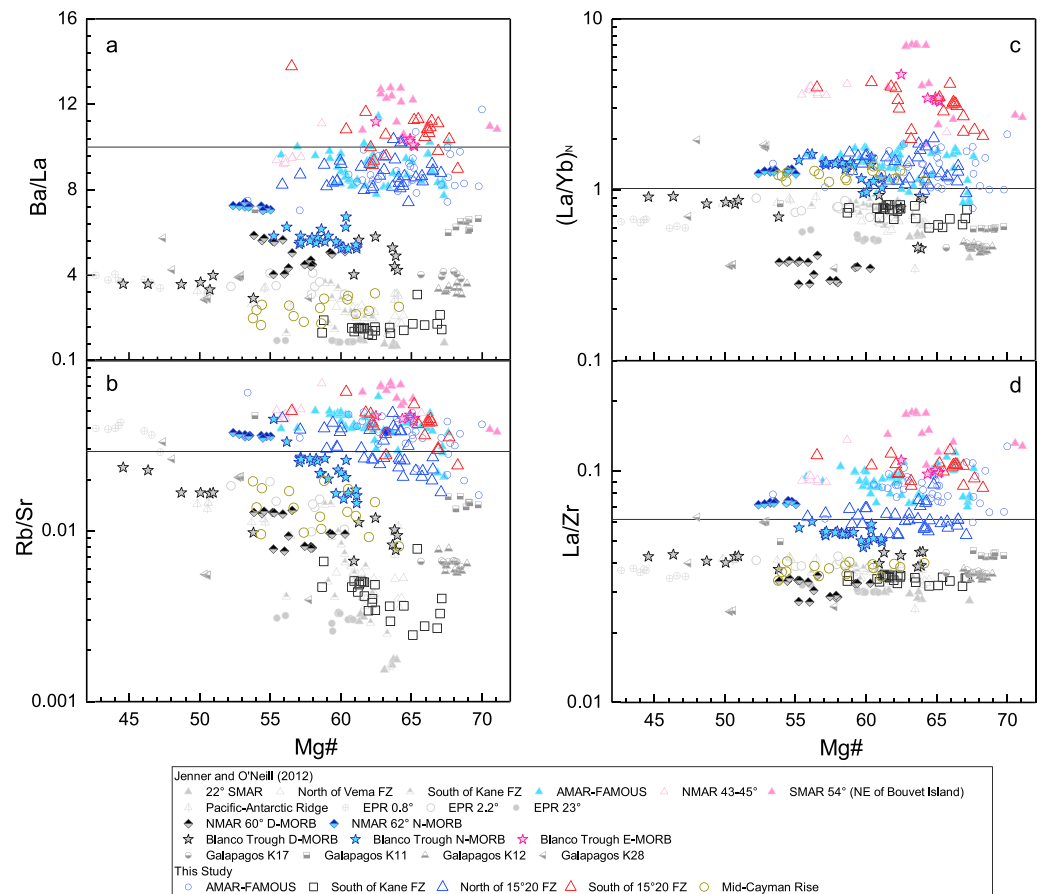 16
12
8
4
0.1
Ba/La
a
10
1
0.1
(La/Yb)N
c
0.01
0.001
Rb/Sr
b
45 50 55 60 65 70
Mg#
0.1
0.01
La/Zr
d
45 50 55 60 65 70
Mg#
Jenner and O'Neill (2012)
22° SMAR North of Vema FZ South of Kane FZ AMAR-FAMOUS NMAR 43-45° SMAR 54° (NE of Bouvet Island)
Pacific-Antarctic Ridge EPR 0.8° EPR 2.2° EPR 23°
NMAR 60° D-MORB NMAR 62° N-MORB
Blanco Trough D-MORB Blanco Trough N-MORB Blanco Trough E-MORB
Galapagos K17 Galapagos K11 Galapagos K12 Galapagos K28
This Study
AMAR-FAMOUS South of Kane FZ North of 15°20 FZ South of 15°20 FZ Mid-Cayman Rise